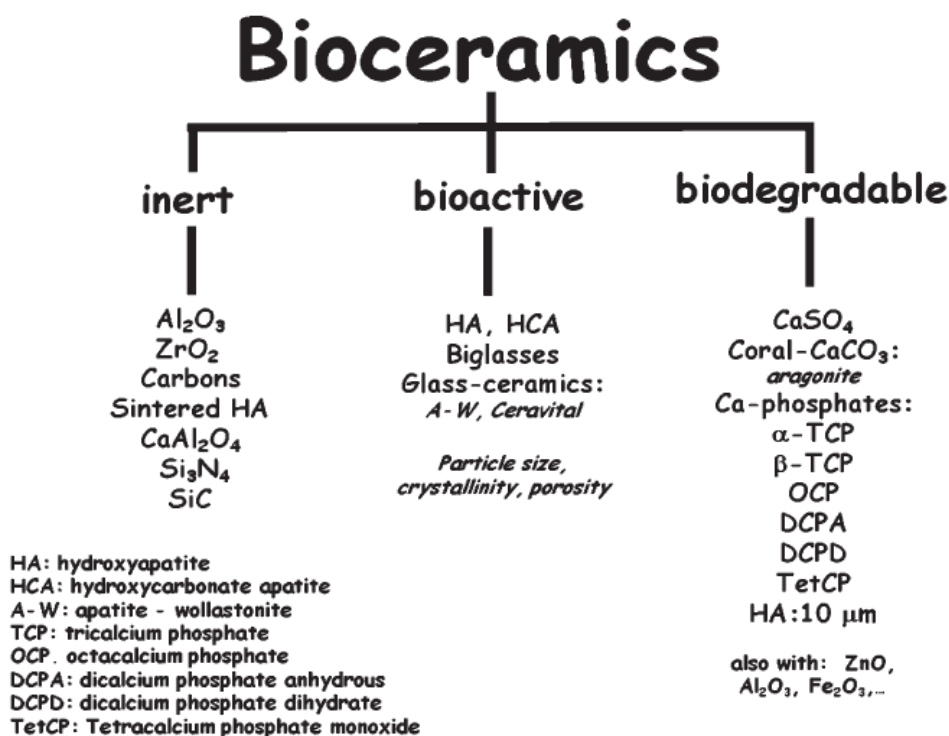 Bioceramics
inert
Al₂O₃
ZrO₂
Carbons
Sintered HA
CaAl₂O₄
Si₃N₄
SiC
bioactive
HA, HCA
Biglasses
Glass-ceramics:
A-W, Ceravital
Particle size,
crystallinity, porosity
biodegradable
CaSO₄
Coral-CaCO₃:
aragonite
Ca-phosphates:
α-TCP
β-TCP
OCP
DCPA
DCPD
TetCP
HA:10 μm
also with: ZnO,
Al₂O₃, Fe₂O₃,…
HA: hydroxyapatite
HCA: hydroxycarbonate apatite
A-W: apatite - wollastonite
TCP: tricalcium phosphate
OCP. octacalcium phosphate
DCPA: dicalcium phosphate anhydrous
DCPD: dicalcium phosphate dihydrate
TetCP: Tetracalcium phosphate monoxide